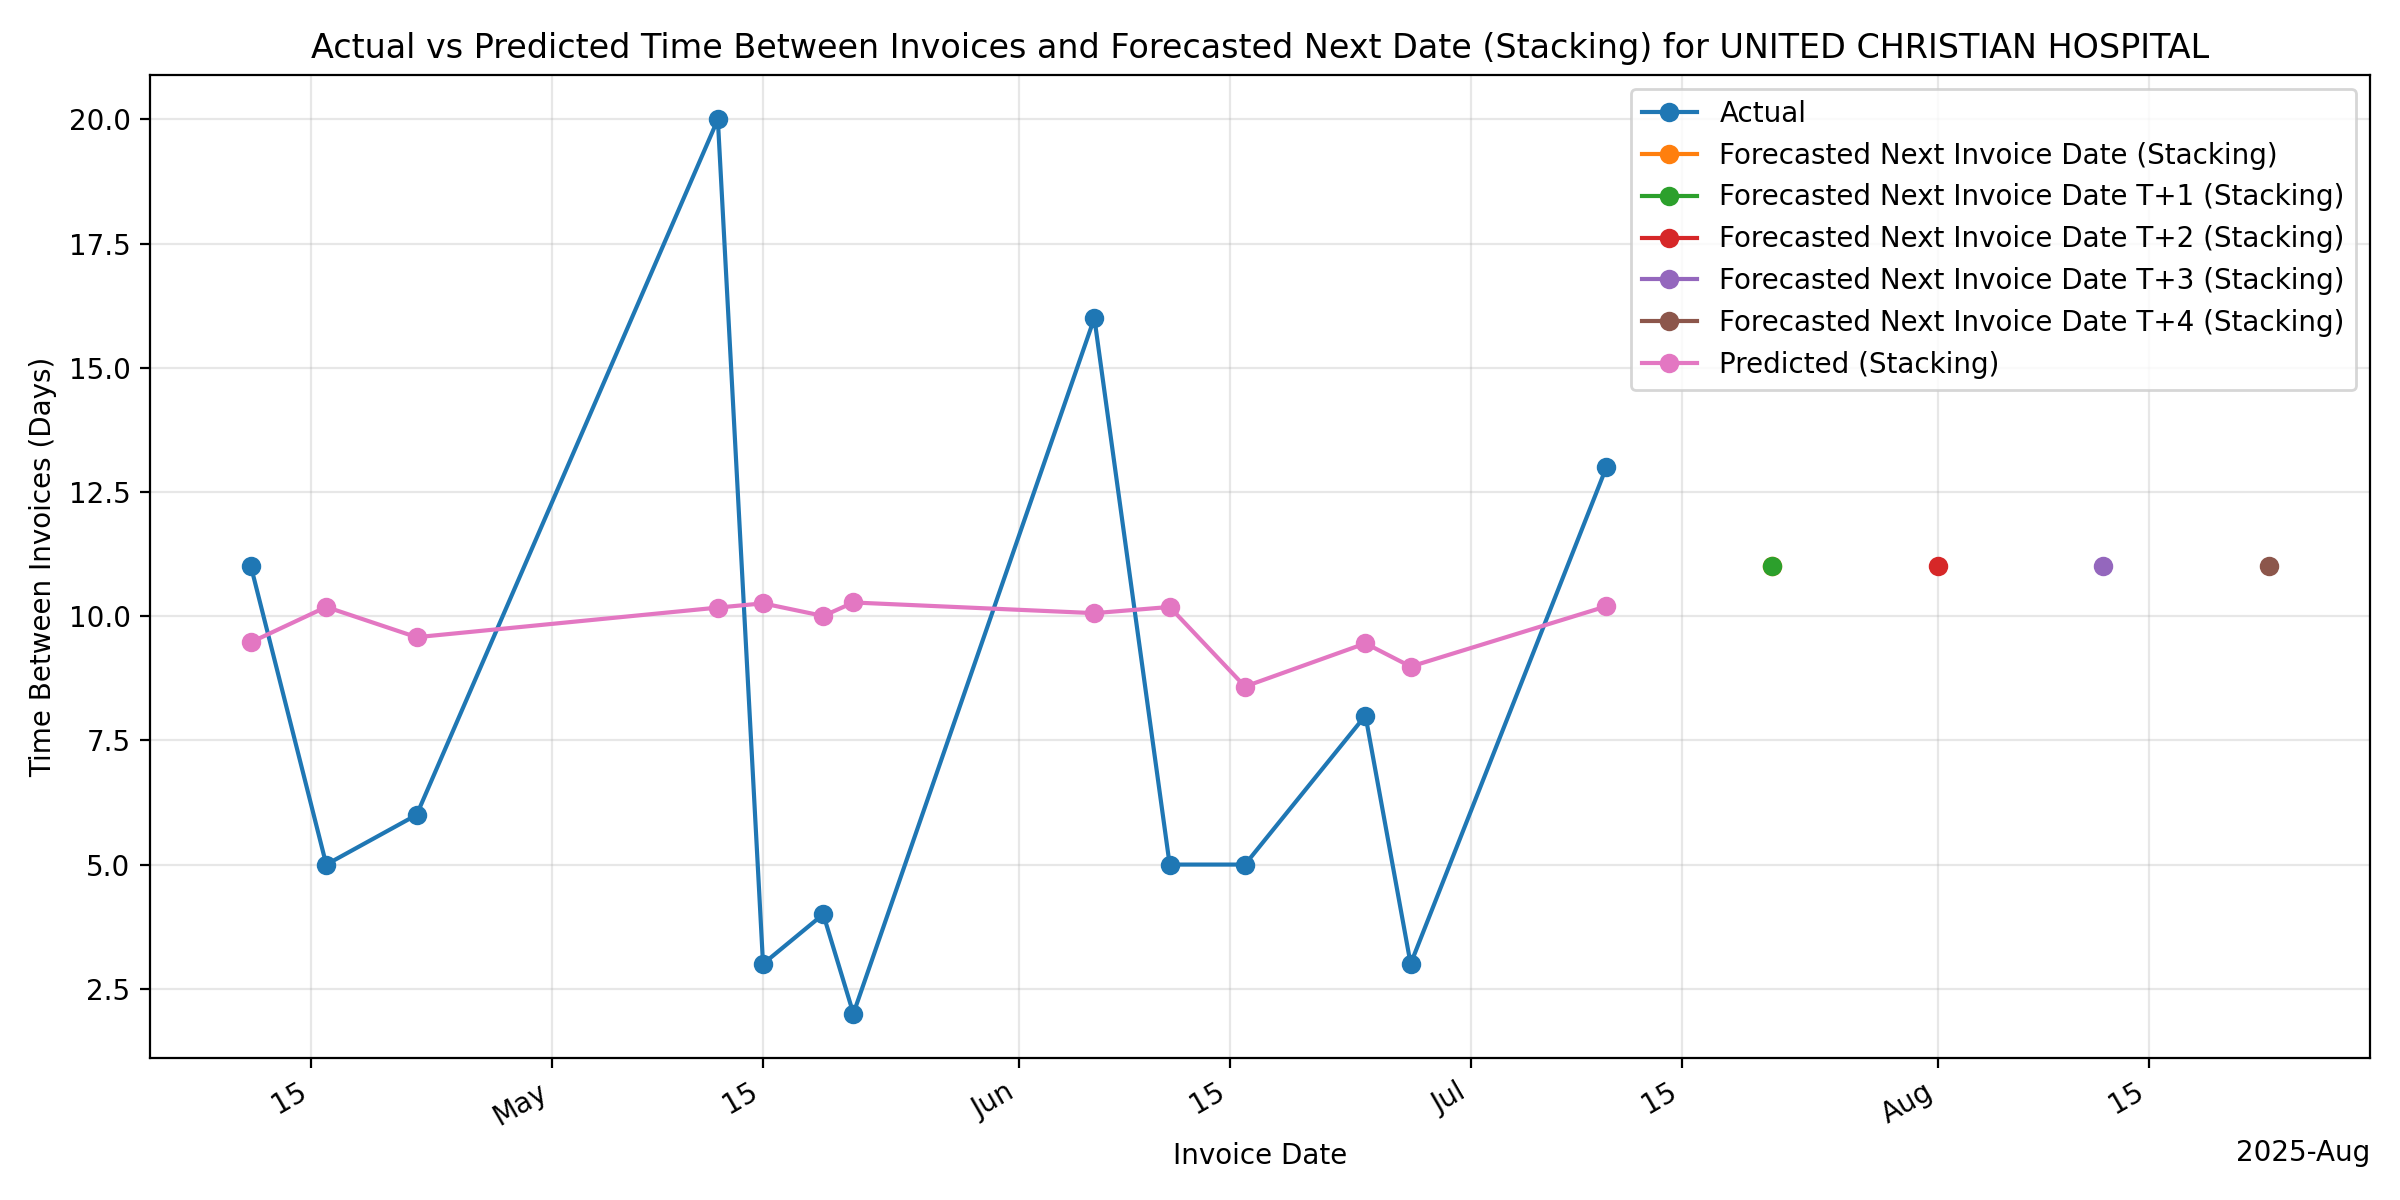 Actual vs Predicted Time Between Invoices and Forecasted Next Date (Stacking) for UNITED CHRISTIAN HOSPITAL
Actual
Forecasted Next Invoice Date (Stacking)
Forecasted Next Invoice Date T+1 (Stacking)
Forecasted Next Invoice Date T+2 (Stacking)
Forecasted Next Invoice Date T+3 (Stacking)
Forecasted Next Invoice Date T+4 (Stacking)
Predicted (Stacking)
Time Between Invoices (Days)
20.0
17.5
15.0
12.5
10.0
7.5
5.0
2.5
15 May 15 Jun 15 Jul 15 Aug 15
Invoice Date
2025-Aug